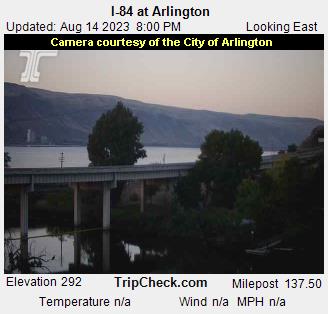 I-84 at Arlington
Updated: Aug 14 2023 8:00 PM Looking East
Camera courtesy of the City of Arlington
Elevation 292 TripCheck.com Milepost 137.50
Temperature n/a Wind n/a MPH n/a